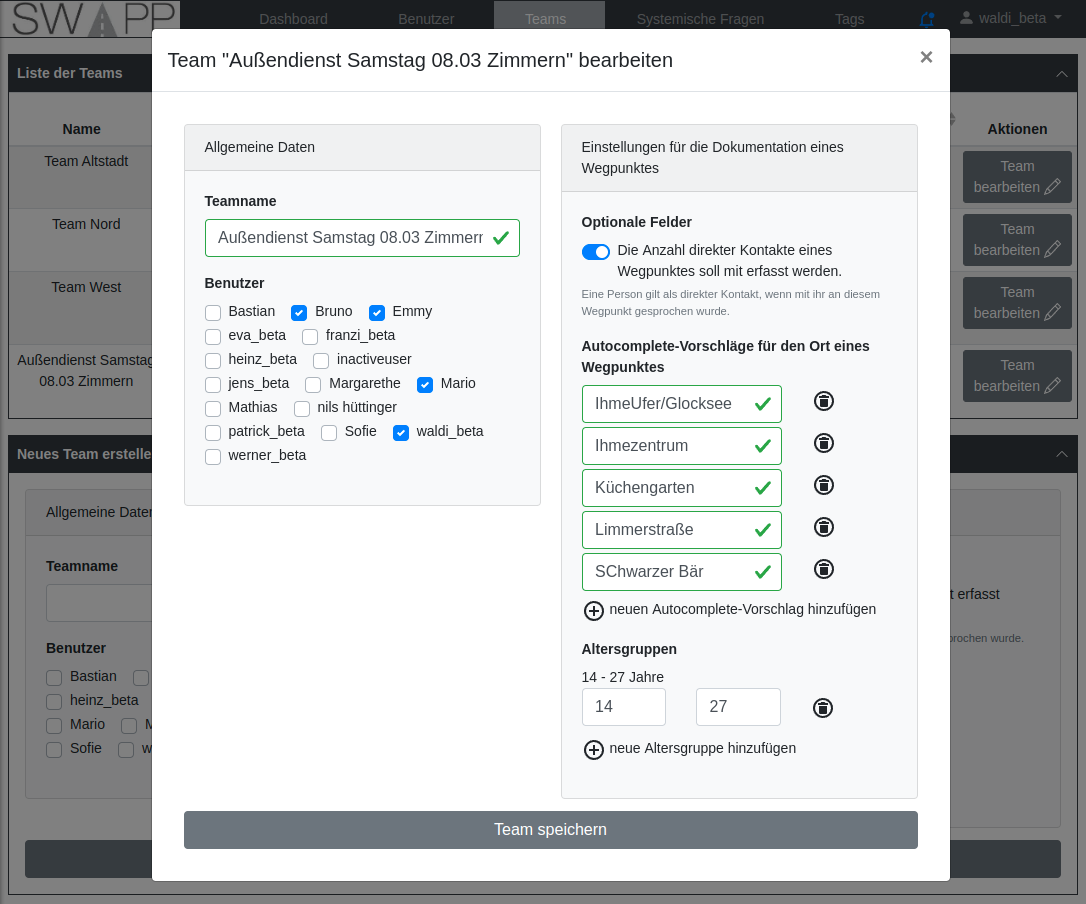 SWAPP
Dashboard Benutzer Teams Systemische Fragen Tags waldi_beta
Team "Außendienst Samstag 08.03 Zimmern" bearbeiten ×
Liste der Teams
Name Aktionen
Team Altstadt Team bearbeiten
Team Nord Team bearbeiten
Team West Team bearbeiten
Außendienst Samstag
08.03 Zimmern Team bearbeiten
Neues Team erstelle
Allgemeine Daten
Teamname
Benutzer
Bastian
heinz_beta
Mario M
Sofie w
t erfasst
prochen wurde.
Allgemeine Daten
Teamname
Außendienst Samstag 08.03 Zimmern
Benutzer
Bastian Bruno Emmy
eva_beta franzi_beta
heinz_beta inactiveuser
jens_beta Margarethe Mario
Mathias nils hüttinger
patrick_beta Sofie waldi_beta
werner_beta
Einstellungen für die Dokumentation eines
Wegpunktes
Optionale Felder
Die Anzahl direkter Kontakte eines
Wegpunktes soll mit erfasst werden.
Eine Person gilt als direkter Kontakt, wenn mit ihr an diesem
Wegpunkt gesprochen wurde.
Autocomplete-Vorschläge für den Ort eines
Wegpunktes
IhmeUfer/Glocksee
Ihmezentrum
Küchengarten
Limmerstraße
SChwarzer Bär
neuen Autocomplete-Vorschlag hinzufügen
Altersgruppen
14 - 27 Jahre
14 27
neue Altersgruppe hinzufügen
Team speichern